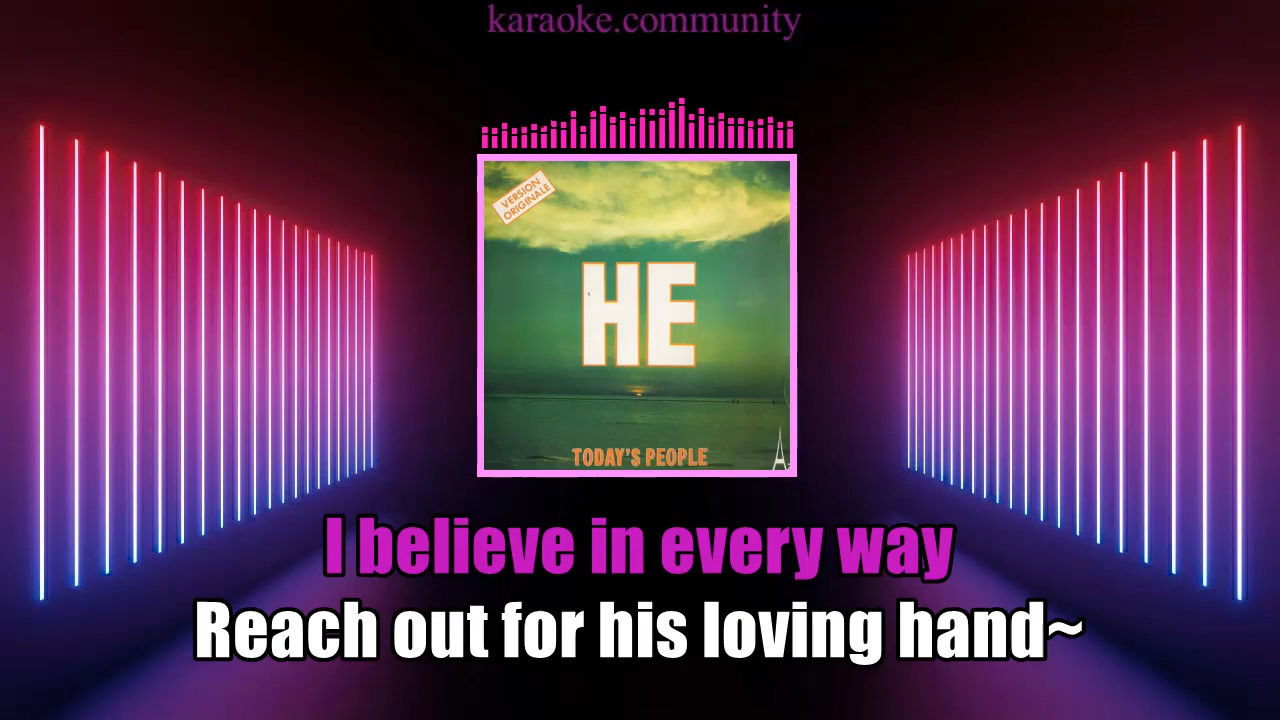 karaoke.community
VERSION
ORIGINALE
HE
TODAY'S PEOPLE
I believe in every way
Reach out for his loving hand~